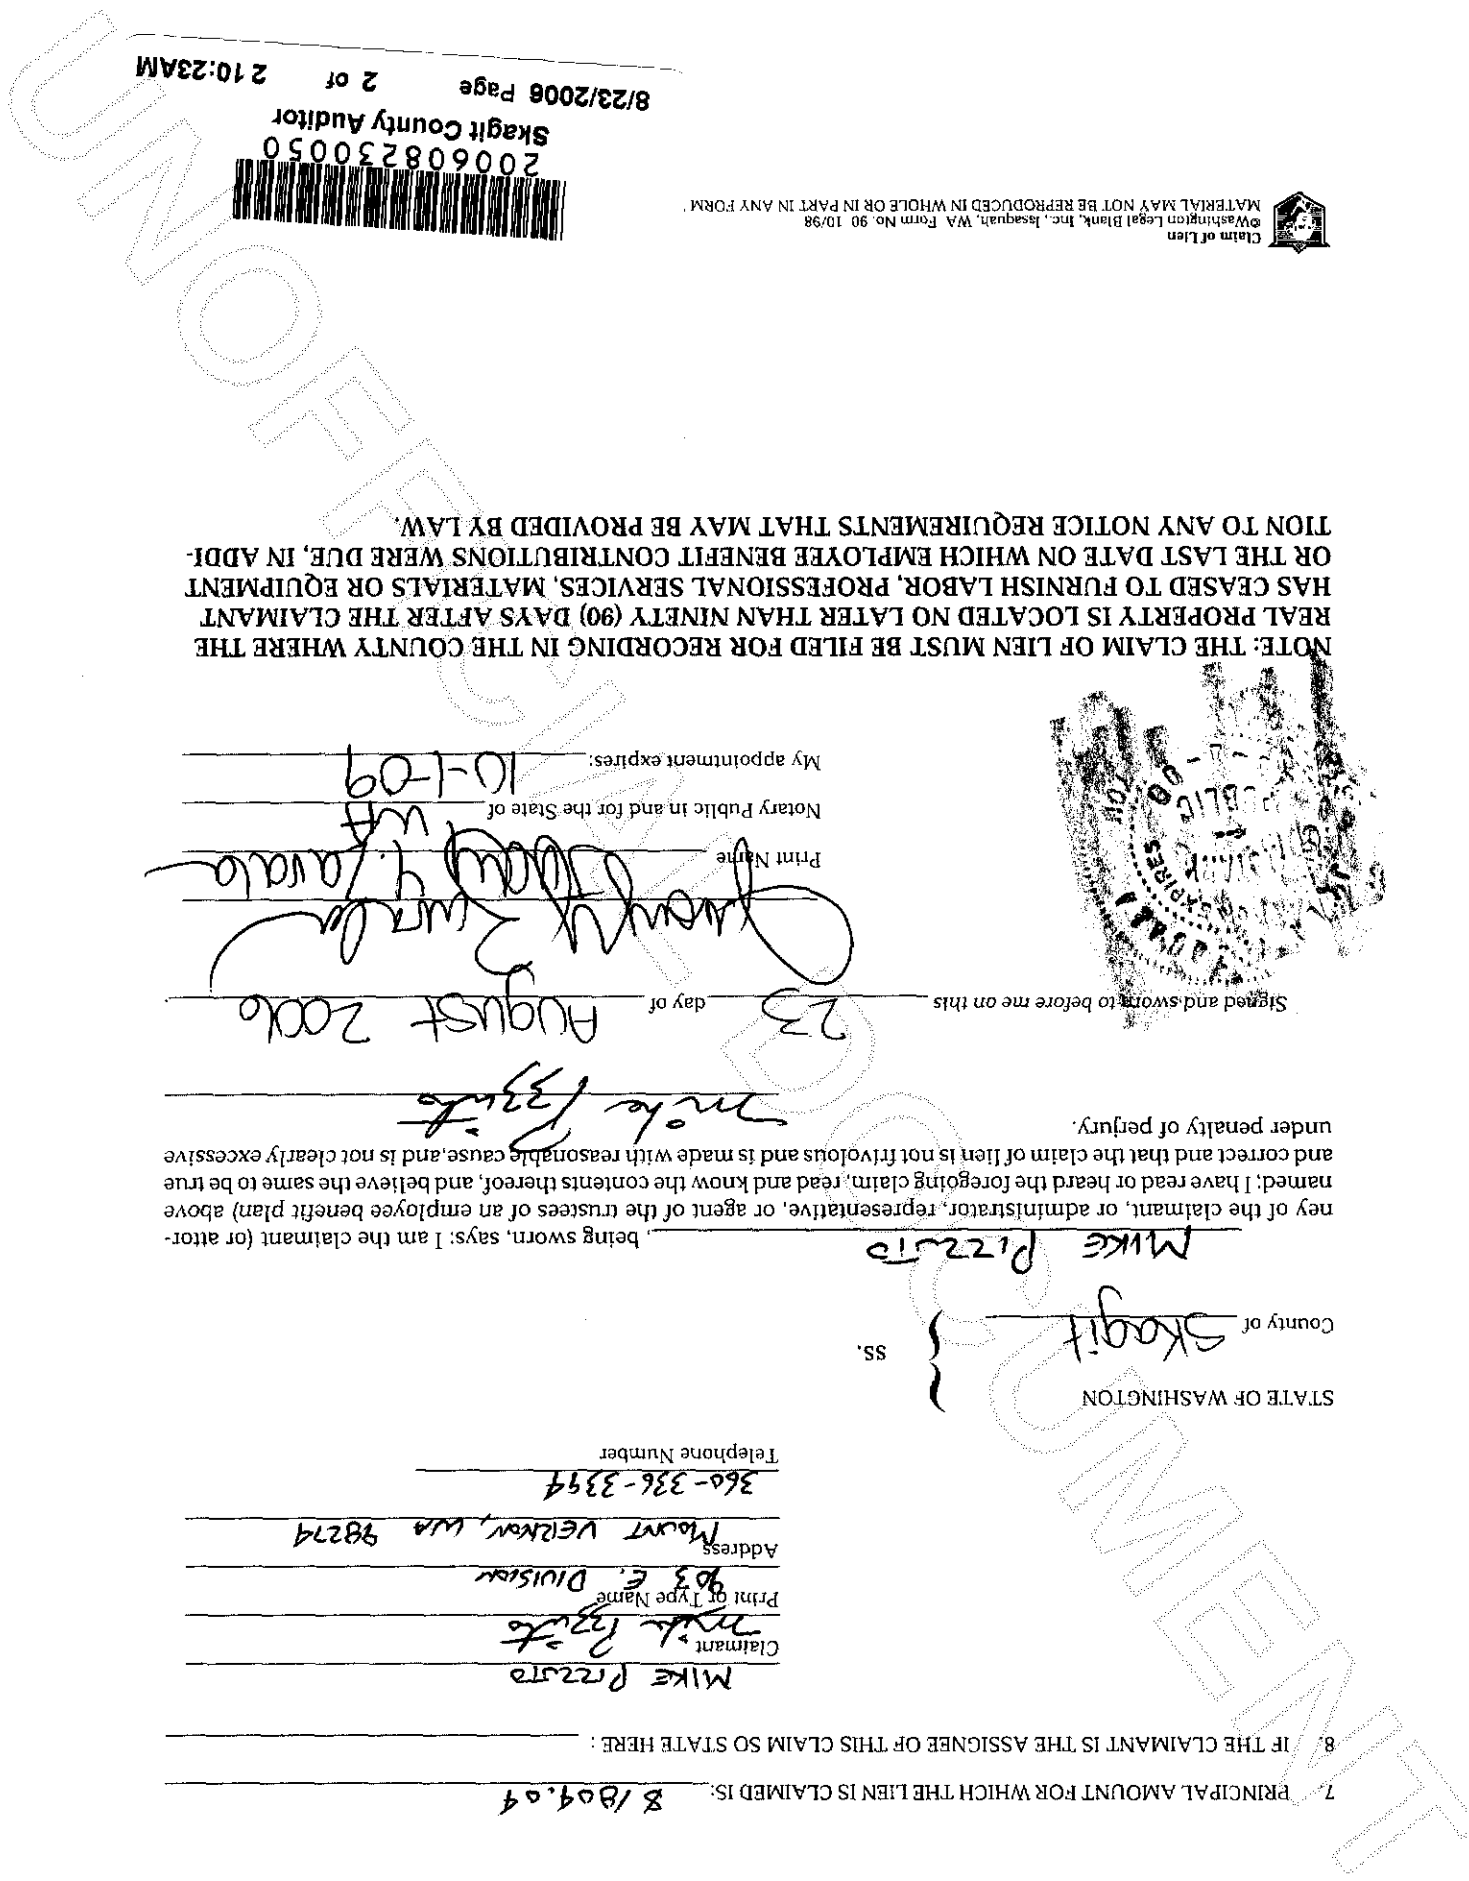 7. PRINCIPAL AMOUNT FOR WHICH THE LIEN IS CLAIMED IS: $ 1804.04
8. IF THE CLAIMANT IS THE ASSIGNEE OF THIS CLAIM SO STATE HERE :
MIKE PIZZUTO
Claimant
Mike Pizzuto
Print or Type Name
903 E. DIVISION
Address
MOUNT VERNON, WA 98274
360-336-3394
Telephone Number
STATE OF WASHINGTON
ss.
County of Skagit
MIKE PIZZUTO, being sworn, says: I am the claimant (or attor-
ney of the claimant, or administrator, representative, or agent of the trustees of an employee benefit plan) above
named; I have read or heard the foregoing claim, read and know the contents thereof, and believe the same to be true
and correct and that the claim of lien is not frivolous and is made with reasonable cause, and is not clearly excessive
under penalty of perjury.
Mike Pizzuto
Signed and sworn to before me on this 23 day of August 2006
Print Name Y. Zavala
Notary Public in and for the State of WA
My appointment expires: 10-1-09
EXPIRES
PUBLIC
NOTE: THE CLAIM OF LIEN MUST BE FILED FOR RECORDING IN THE COUNTY WHERE THE
REAL PROPERTY IS LOCATED NO LATER THAN NINETY (90) DAYS AFTER THE CLAIMANT
HAS CEASED TO FURNISH LABOR, PROFESSIONAL SERVICES, MATERIALS OR EQUIPMENT
OR THE LAST DATE ON WHICH EMPLOYEE BENEFIT CONTRIBUTIONS WERE DUE, IN ADDI-
TION TO ANY NOTICE REQUIREMENTS THAT MAY BE PROVIDED BY LAW.
Claim of Lien
©Washington Legal Blank, Inc., Issaquah, WA Form No. 90 10/98
MATERIAL MAY NOT BE REPRODUCED IN WHOLE OR IN PART IN ANY FORM
200608230050
Skagit County Auditor
8/23/2006 Page 2 of 2 10:23AM
UNOFFICIAL DOCUMENT